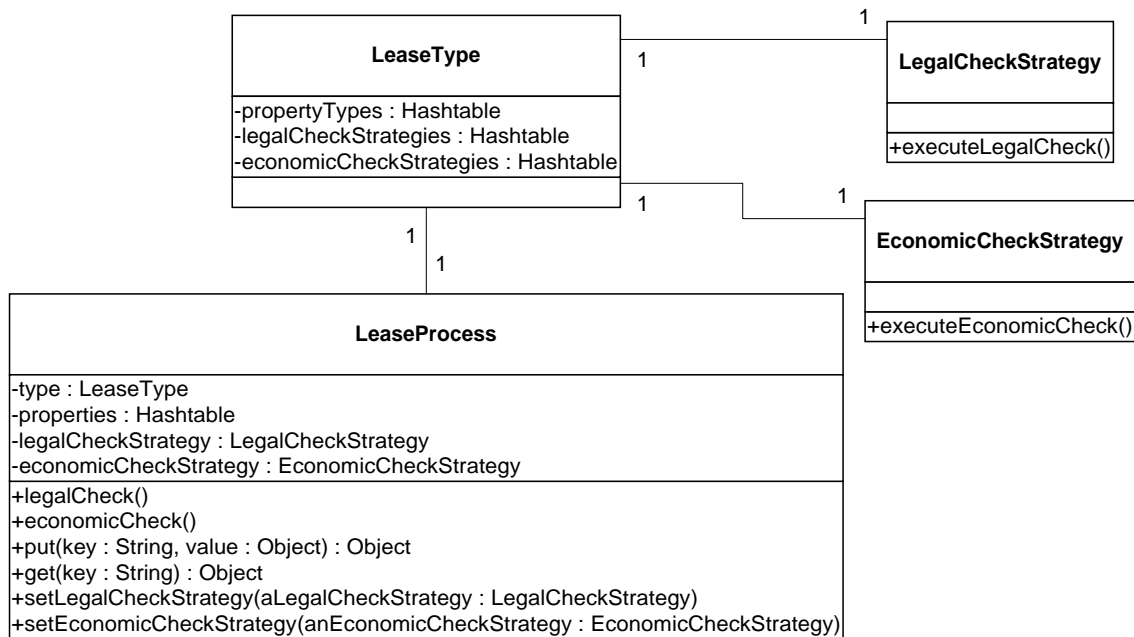 LeaseType
-propertyTypes : Hashtable
-legalCheckStrategies : Hashtable
-economicCheckStrategies : Hashtable
1
1
LegalCheckStrategy
+executeLegalCheck()
1
1
EconomicCheckStrategy
+executeEconomicCheck()
1
1
LeaseProcess
-type : LeaseType
-properties : Hashtable
-legalCheckStrategy : LegalCheckStrategy
-economicCheckStrategy : EconomicCheckStrategy
+legalCheck()
+economicCheck()
+put(key : String, value : Object) : Object
+get(key : String) : Object
+setLegalCheckStrategy(aLegalCheckStrategy : LegalCheckStrategy)
+setEconomicCheckStrategy(anEconomicCheckStrategy : EconomicCheckStrategy)